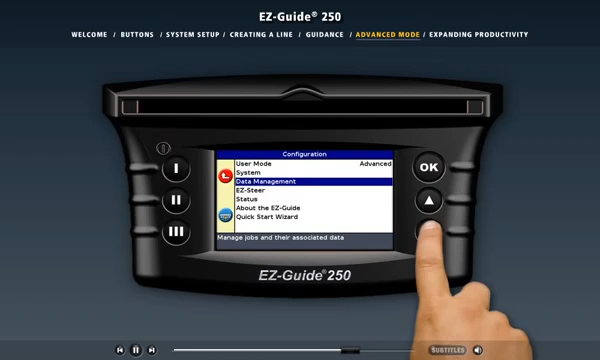 EZ-Guide® 250
WELCOME / BUTTONS / SYSTEM SETUP / CREATING A LINE / GUIDANCE / ADVANCED MODE / EXPANDING PRODUCTIVITY
Configuration
User Mode Advanced
System
Data Management
EZ-Steer
Status
About the EZ-Guide
Quick Start Wizard
Manage jobs and their associated data
I
II
III
OK
EZ-Guide® 250
SUBTITLES